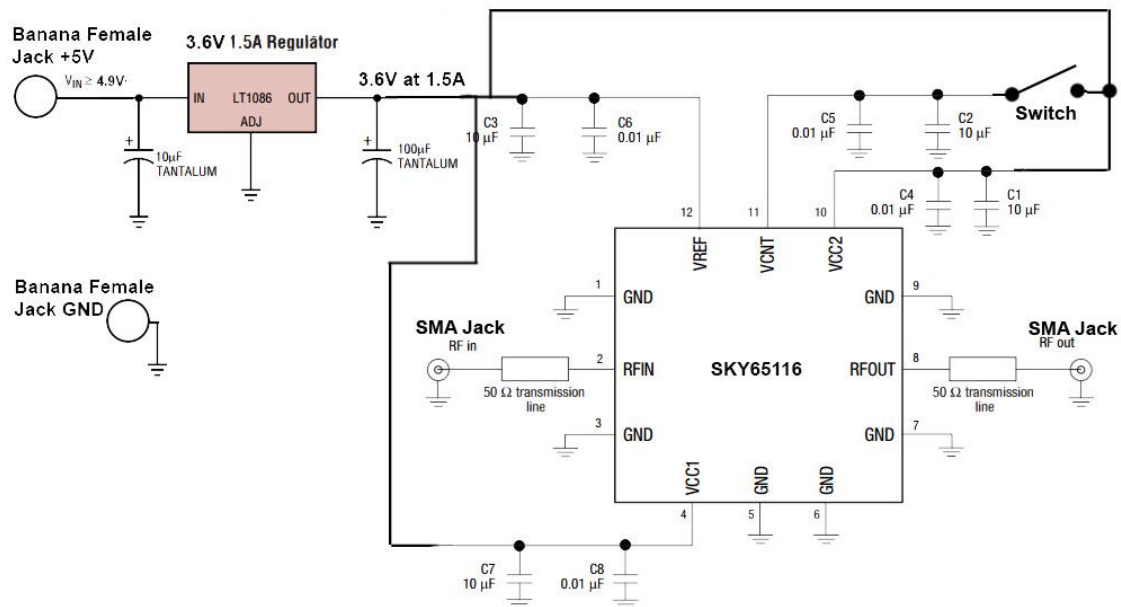 Banana Female
Jack +5V
3.6V 1.5A Regulátor
VIN ≥ 4.9V
3.6V at 1.5A
IN LT1086 OUT
ADJ
+
10µF
TANTALUM
+
100µF
TANTALUM
C3
10 µF
C6
0.01 µF
C5
0.01 µF
C2
10 µF
Switch
C4
0.01 µF
C1
10 µF
12
11
10
VREF
VCNT
VCC2
Banana Female
Jack GND
1
GND
GND
9
SMA Jack
RF in
2
RFIN
SKY65116
RFOUT
8
SMA Jack
RF out
50 Ω transmission
line
50 Ω transmission
line
3
GND
GND
7
VCC1
GND
GND
4
5
6
C7
10 µF
C8
0.01 µF